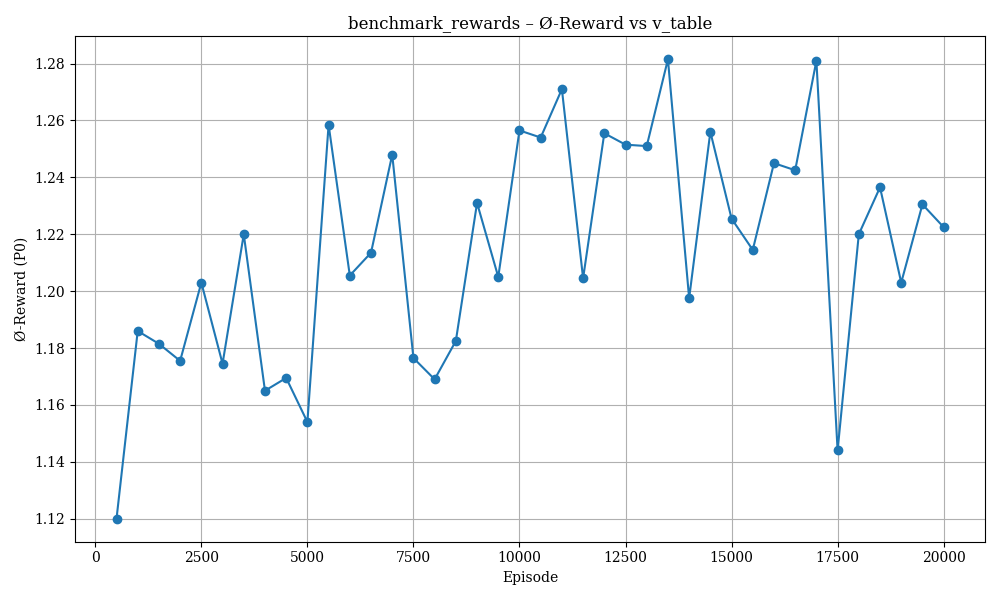 benchmark_rewards – Ø-Reward vs v_table
Ø-Reward (P0)
1.28
1.26
1.24
1.22
1.20
1.18
1.16
1.14
1.12
0 2500 5000 7500 10000 12500 15000 17500 20000
Episode